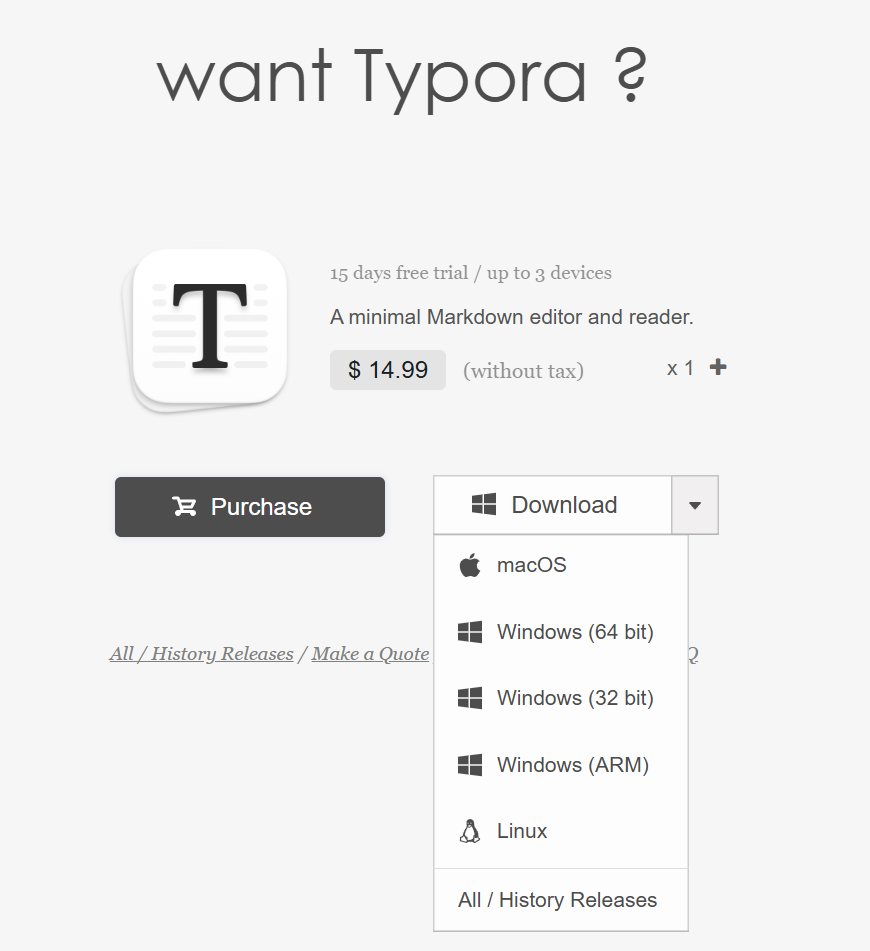 want Typora ?
T
15 days free trial / up to 3 devices
A minimal Markdown editor and reader.
$ 14.99 (without tax) x 1
Purchase
Download
macOS
Windows (64 bit)
All / History Releases / Make a Quote Q
Windows (32 bit)
Windows (ARM)
Linux
All / History Releases